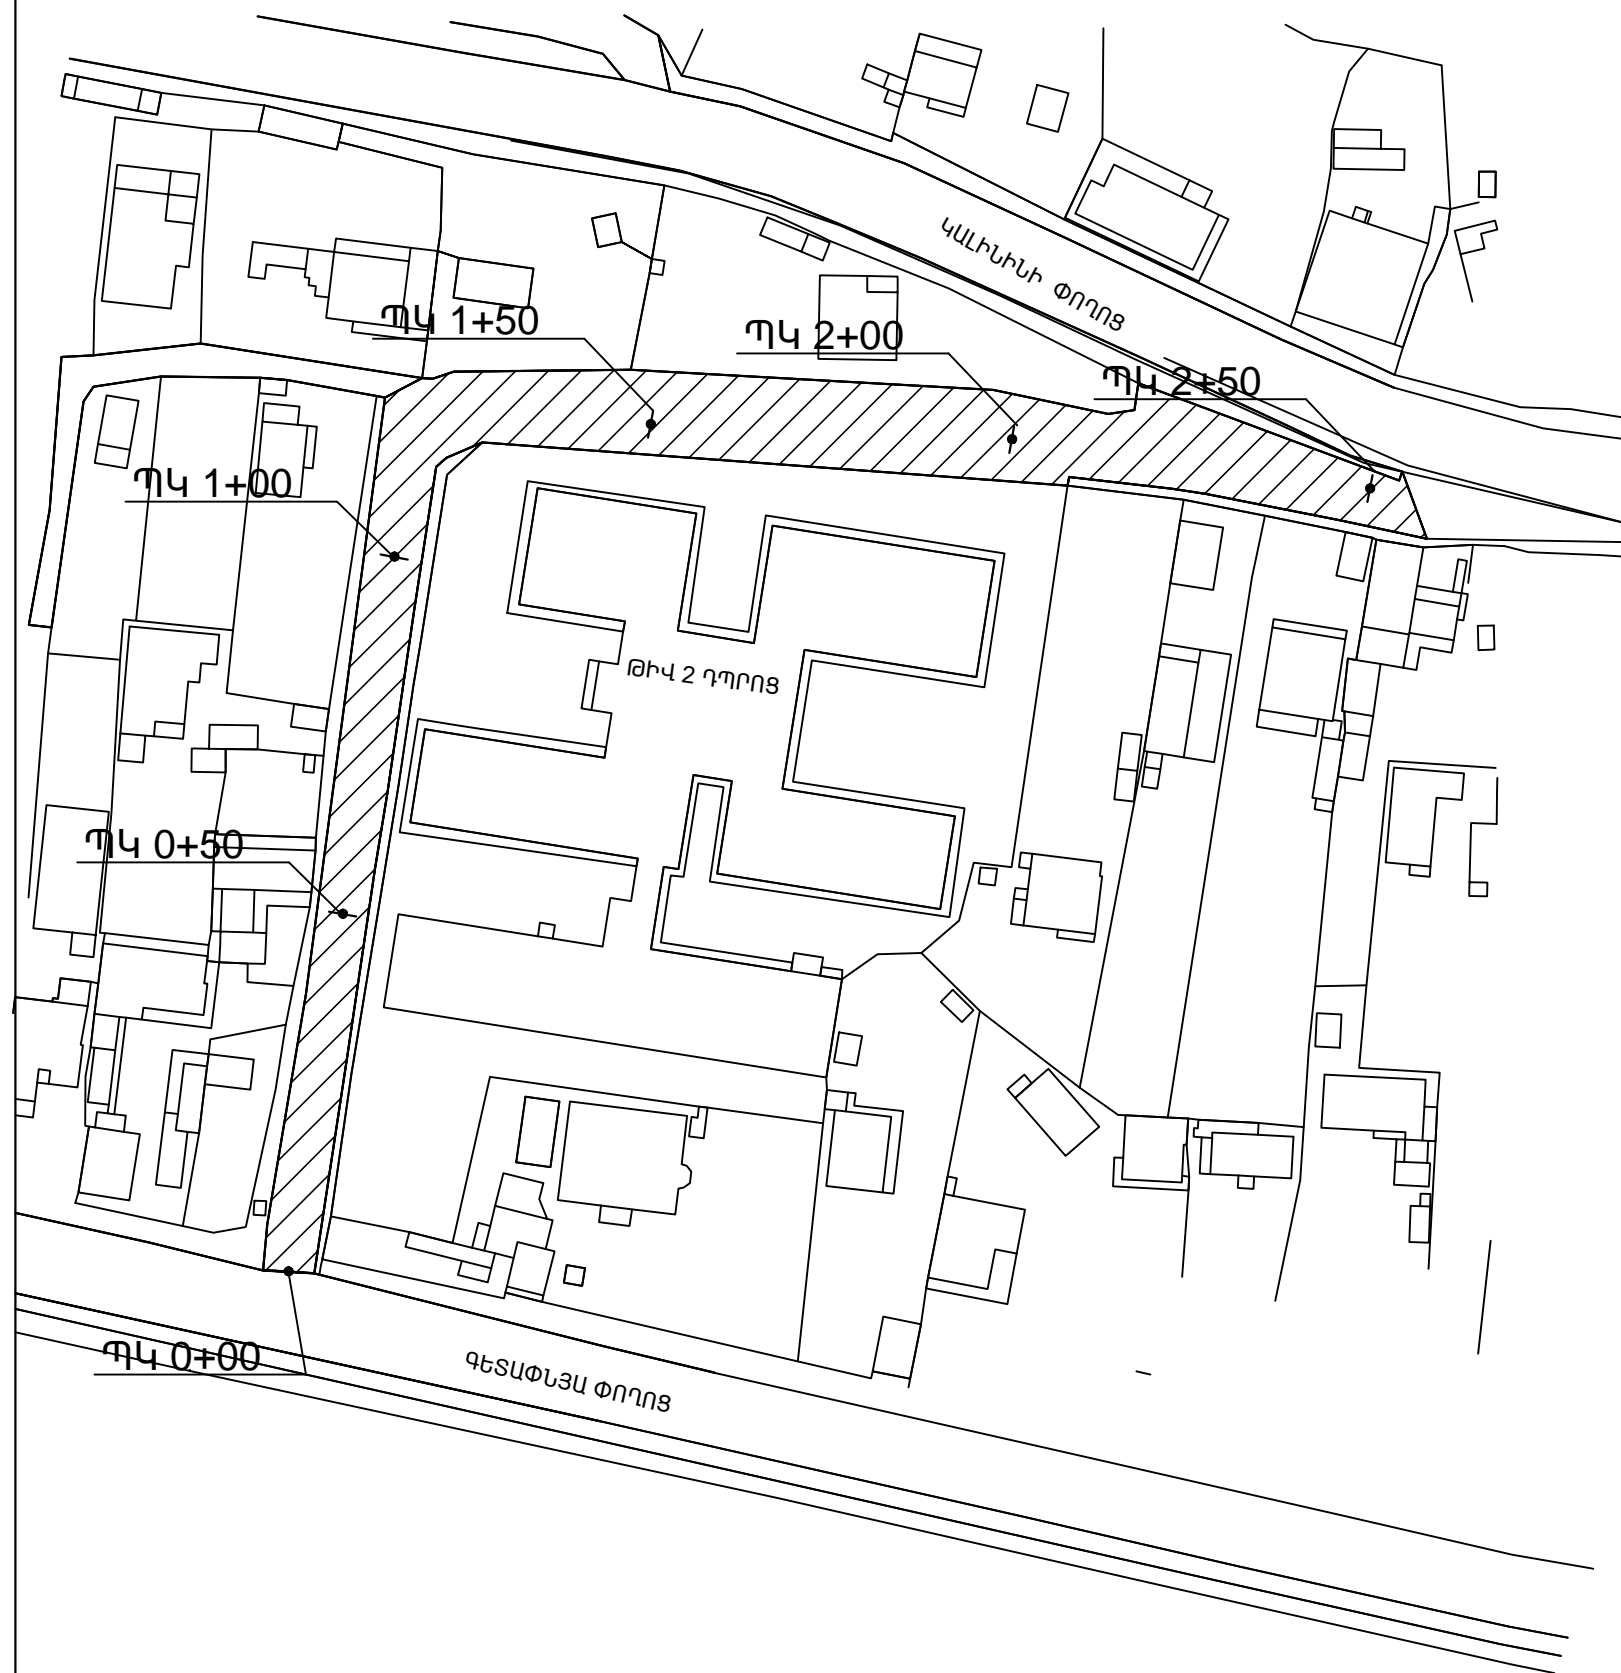 ԿԱԼԻՆԻՆԻ ՓՈՂՈՑ
ՊԿ 1+50
ՊԿ 2+00
ՊԿ 2+50
ՊԿ 1+00
ԹԻՎ 2 ԴՊՐՈՑ
ՊԿ 0+50
ՊԿ 0+00
ԳԵՏԱՓՆՅԱ ՓՈՂՈՑ